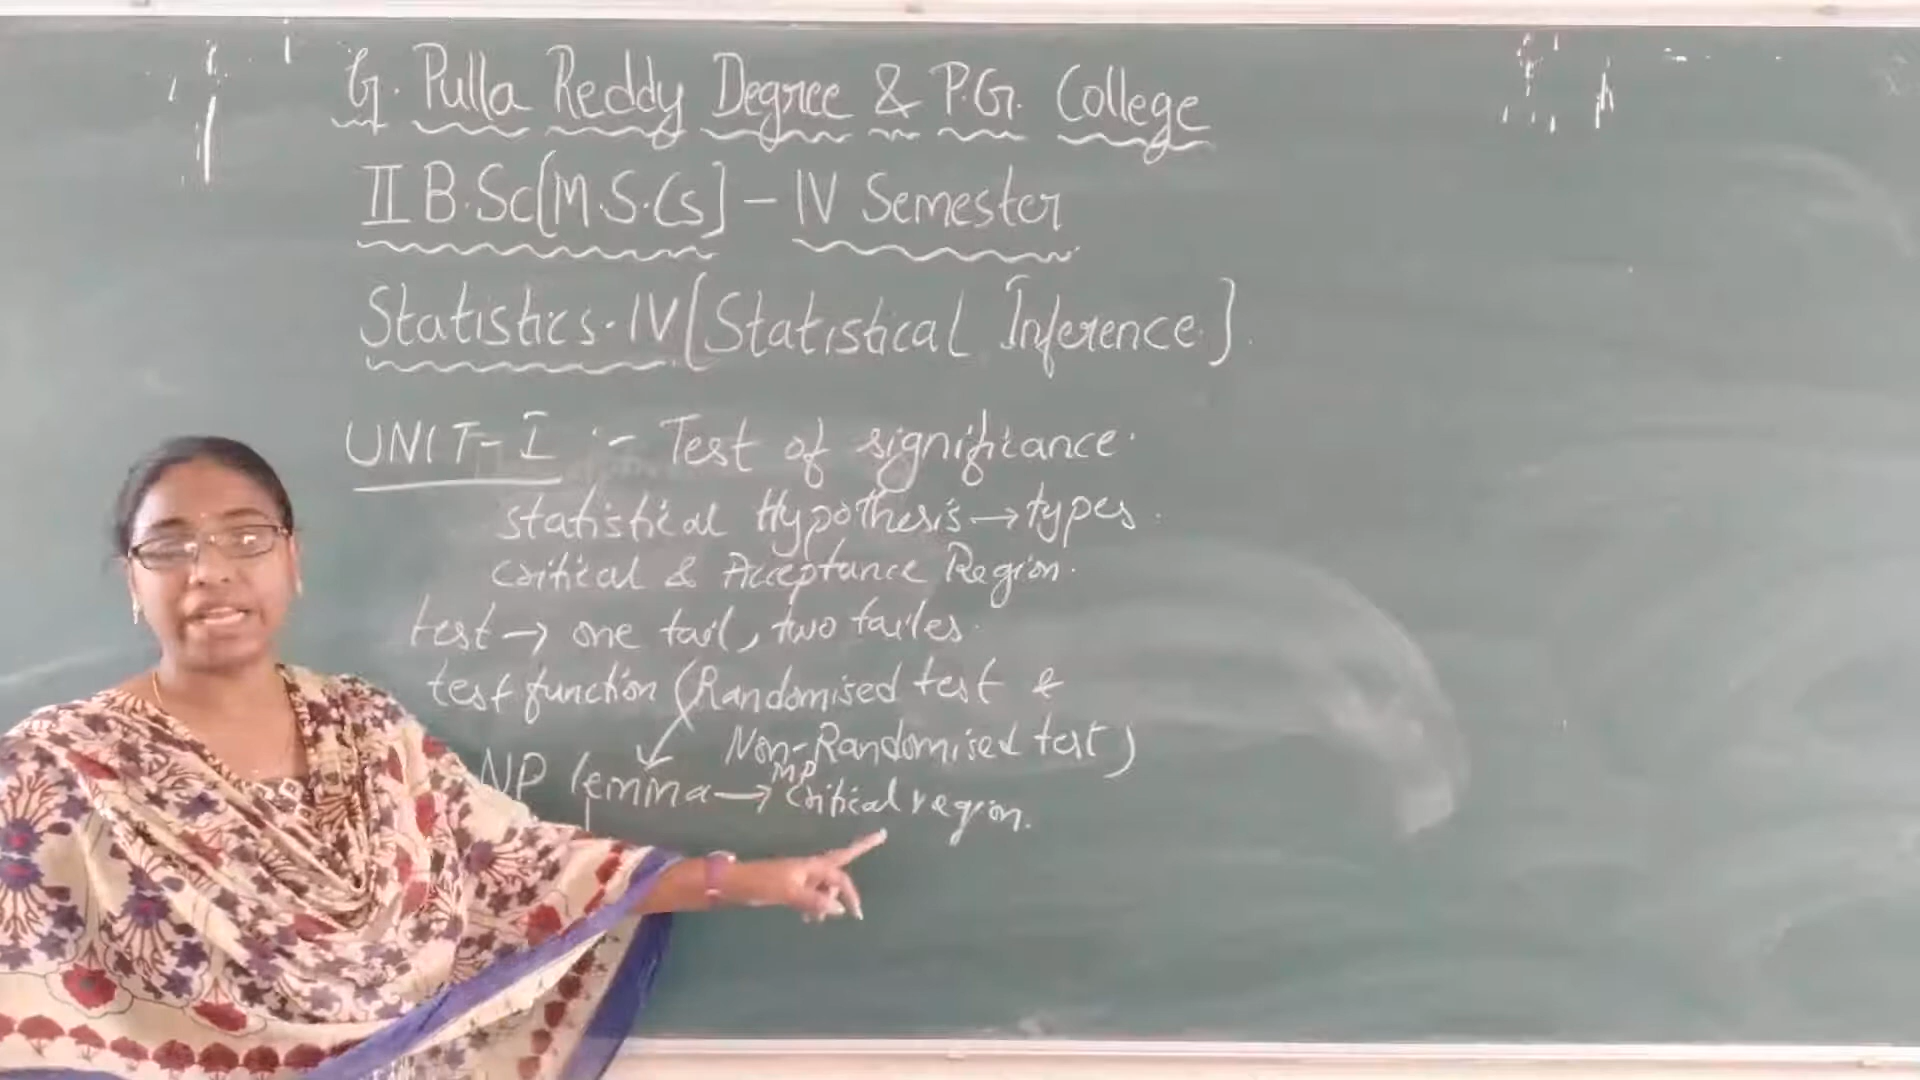 G. Pulla Reddy Degree & P.G. College
II B.Sc[M.S.Cs] - IV Semester
Statistics-IV [Statistical Inference.]
UNIT-I :- Test of significance.
statistical Hypothesis → types.
critical & Acceptance Region.
test → one tail, two tailes.
test function (Randomised test &
Non-Randomised test)
NP lemma → MP critical region.